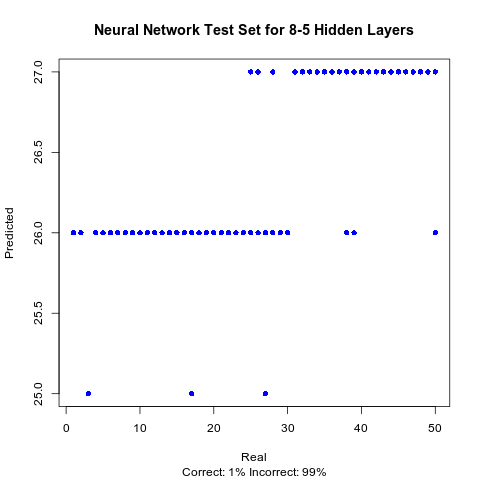 Neural Network Test Set for 8-5 Hidden Layers
27.0
26.5
26.0
25.5
25.0
Predicted
0 10 20 30 40 50
Real
Correct: 1% Incorrect: 99%